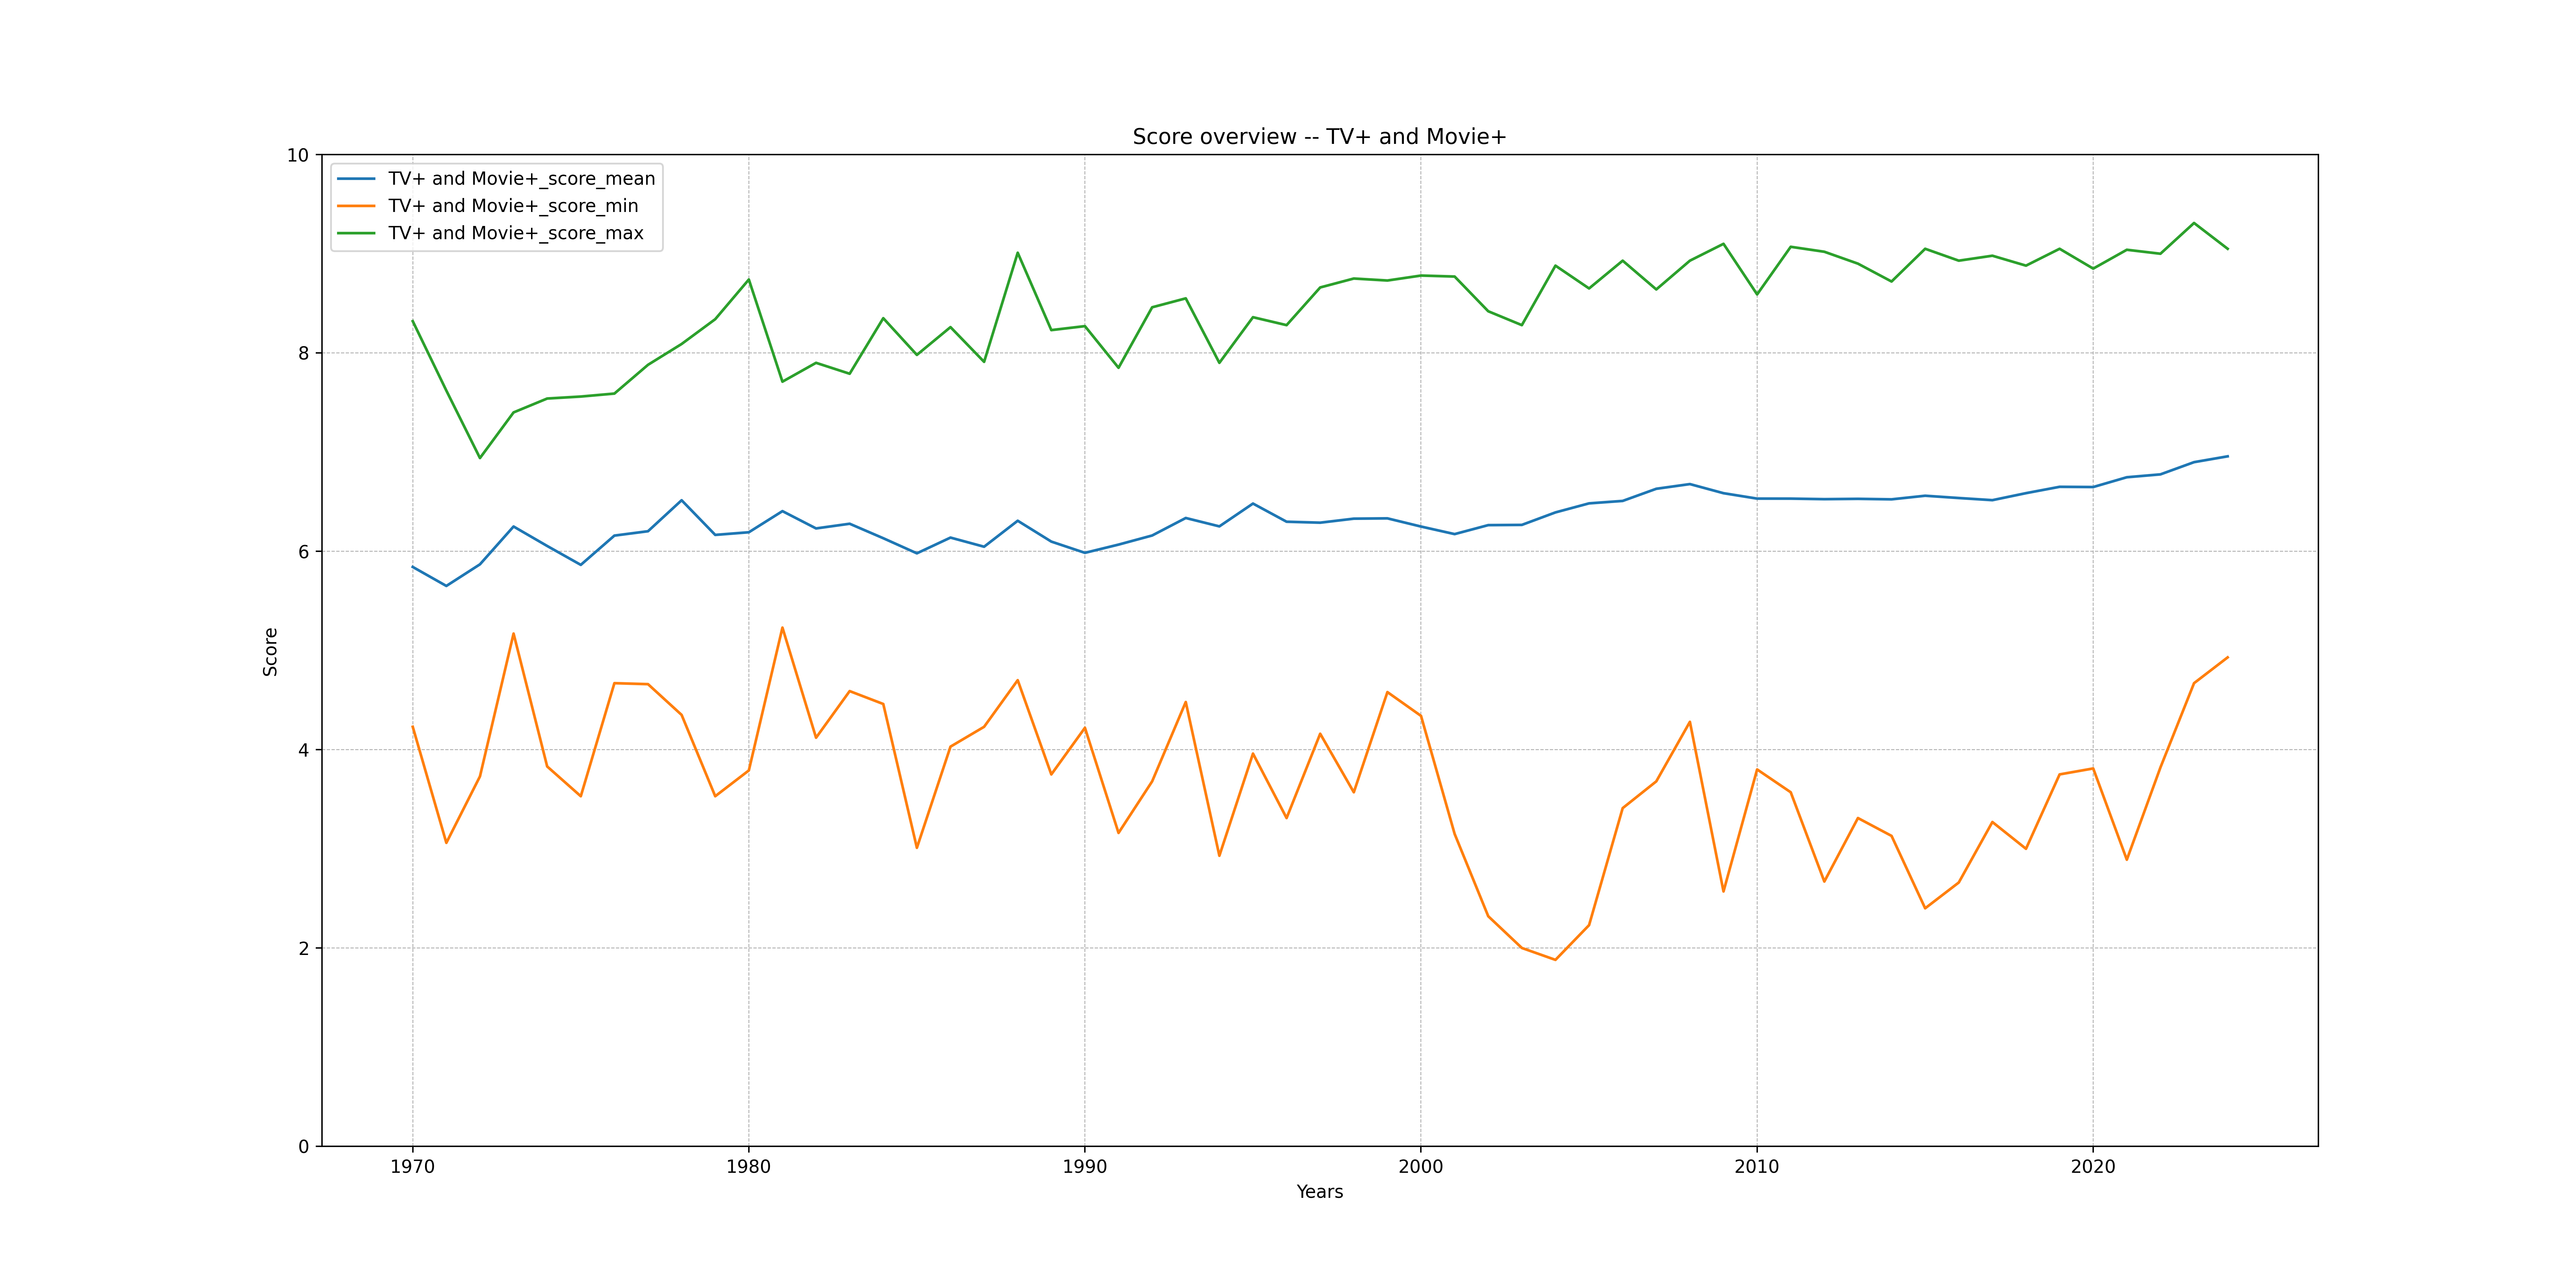 Score overview -- TV+ and Movie+
TV+ and Movie+_score_mean
TV+ and Movie+_score_min
TV+ and Movie+_score_max
10
8
6
4
2
0
Score
1970
1980
1990
2000
2010
2020
Years